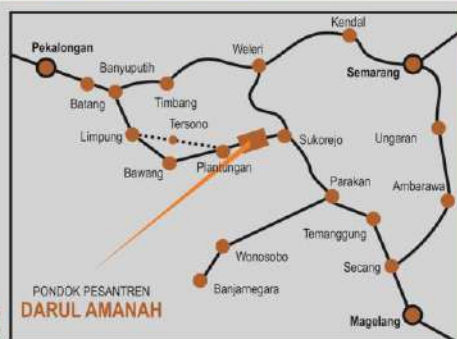 Kendal
Pekalongan
Weleri
Banyuputih
Semarang
Batang
Timbang
Tersono
Limpung
Sukorejo
Ungaran
Plantungan
Bawang
Parakan
Ambarawa
Temanggung
Wonosobo
Secang
Banjarnegara
PONDOK PESANTREN
DARUL AMANAH
Magelang